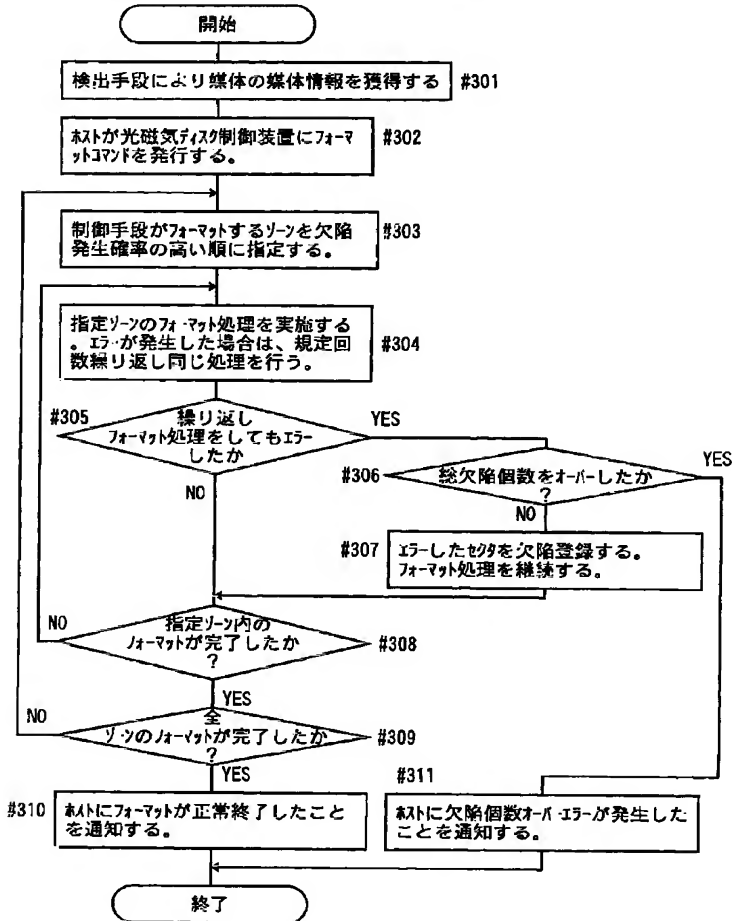 開始
検出手段により媒体の媒体情報を獲得する
#301
ホストが光磁気ディスク制御装置にフォーマ
ットコマンドを発行する。
#302
制御手段がフォーマットするゾーンを欠陥
発生確率の高い順に指定する。
#303
指定ゾーンのフォーマット処理を実施する
。エラーが発生した場合は、規定回
数繰り返し同じ処理を行う。
#304
#305
繰り返し
フォーマット処理をしてもエラー
したか
YES
NO
#306
総欠陥個数をオーバーしたか
?
YES
NO
#307
エラーしたセクタを欠陥登録する。
フォーマット処理を継続する。
指定ゾーン内の
フォーマットが完了したか
?
NO
#308
YES
全
ゾーンのフォーマットが完了したか
?
NO
#309
YES
#310
ホストにフォーマットが正常終了したこと
を通知する。
#311
ホストに欠陥個数オーバーエラーが発生した
ことを通知する。
終了